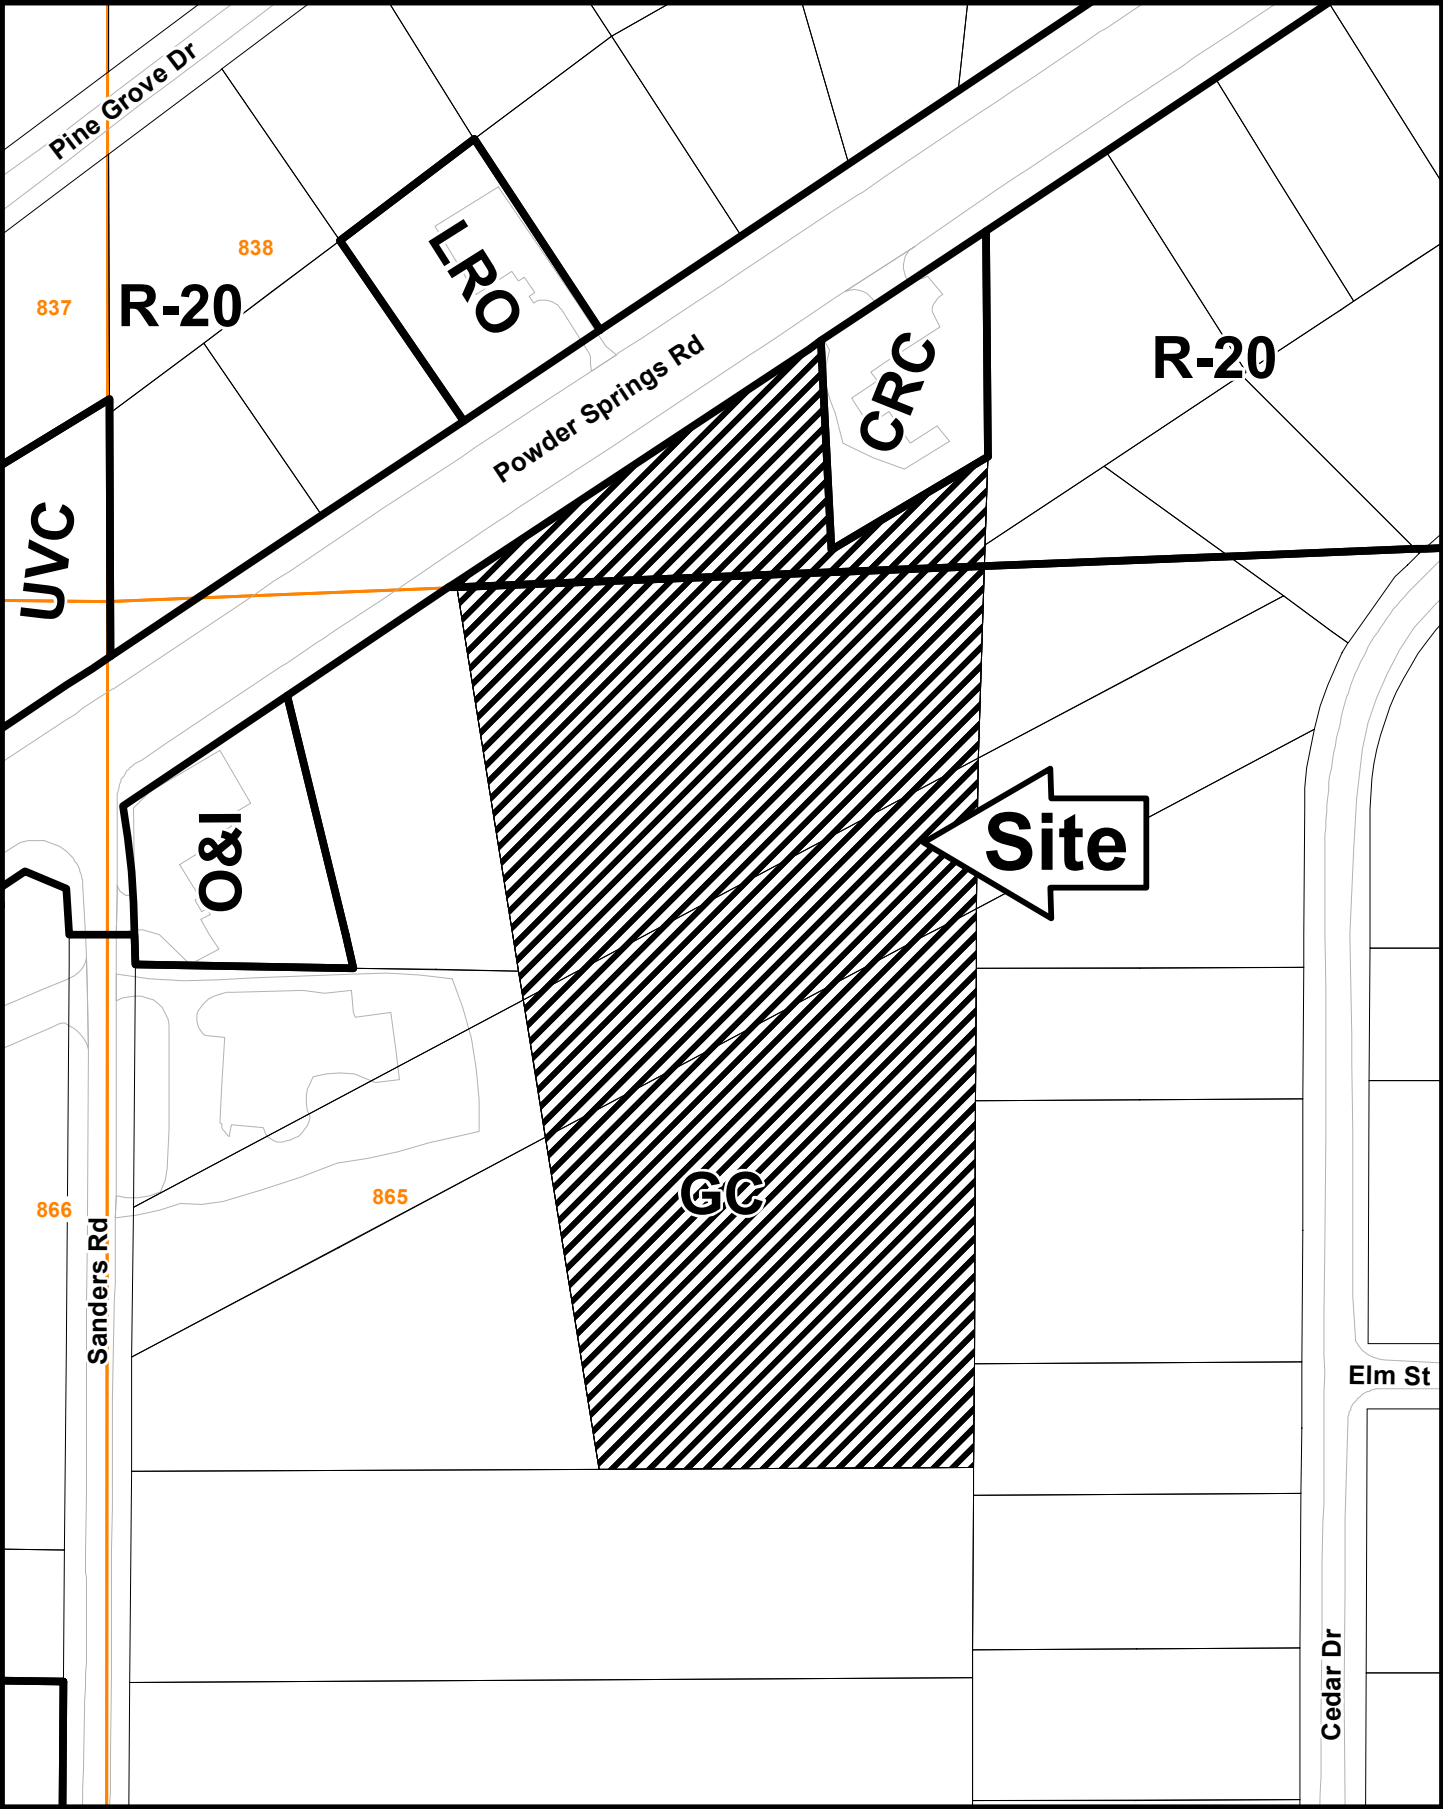 Pine Grove Dr
838
837
R-20
LRO
Powder Springs Rd
CRC
R-20
UVC
O&I
Site
GC
865
866
Sanders Rd
Elm St
Cedar Dr